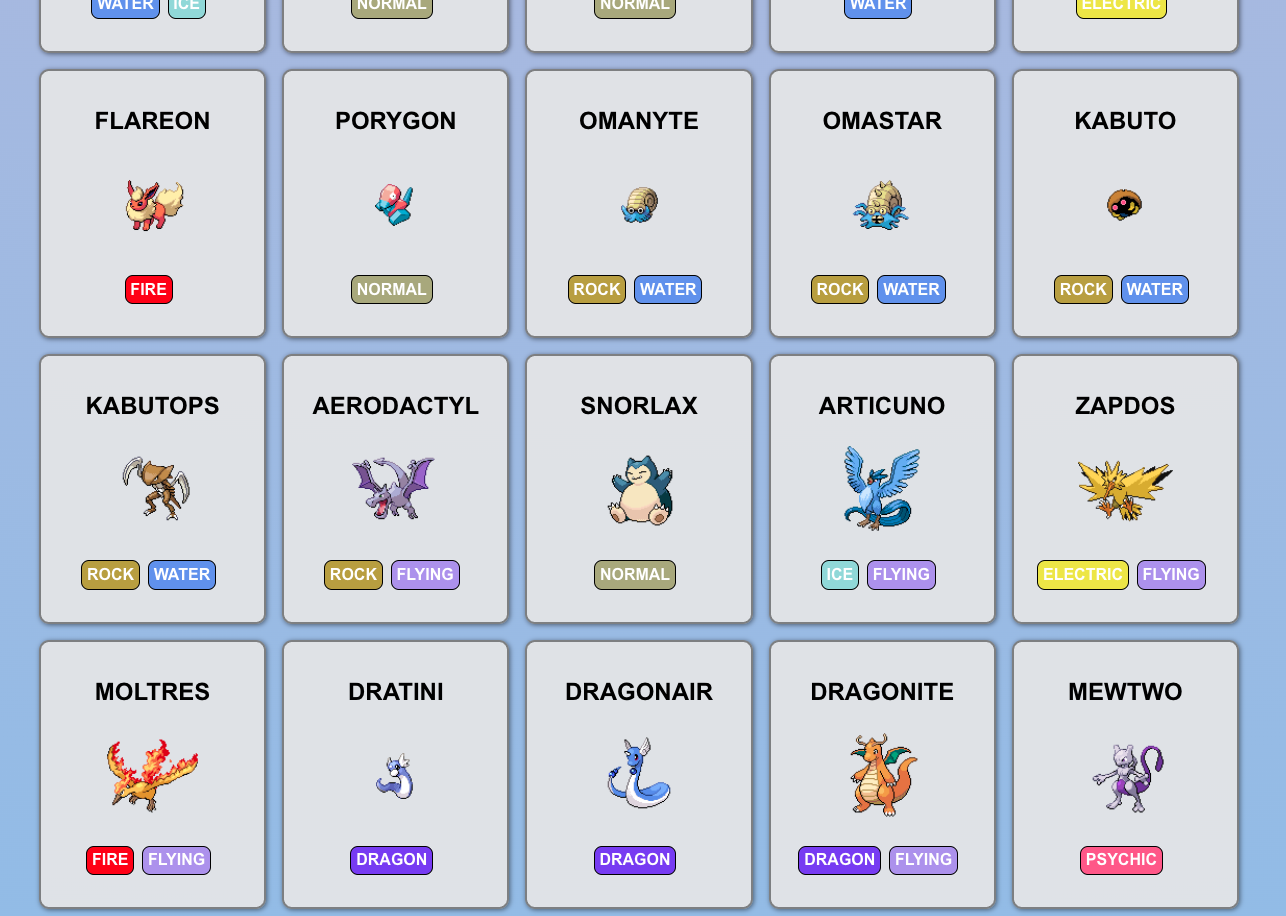 WATER ICE NORMAL NORMAL WATER ELECTRIC
FLAREON PORYGON OMANYTE OMASTAR KABUTO
FIRE NORMAL ROCK WATER ROCK WATER ROCK WATER
KABUTOPS AERODACTYL SNORLAX ARTICUNO ZAPDOS
ROCK WATER ROCK FLYING NORMAL ICE FLYING ELECTRIC FLYING
MOLTRES DRATINI DRAGONAIR DRAGONITE MEWTWO
FIRE FLYING DRAGON DRAGON DRAGON FLYING PSYCHIC